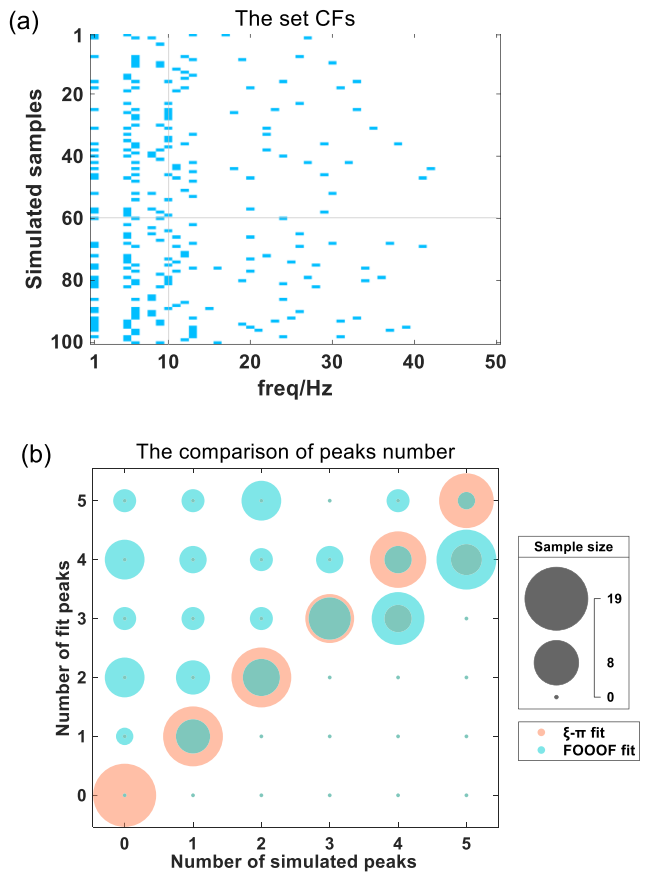 (a)
The set CFs
Simulated samples
1
20
40
60
80
100
1 10 20 30 40 50
freq/Hz
(b)
The comparison of peaks number
Number of fit peaks
5
4
3
2
1
0
0 1 2 3 4 5
Number of simulated peaks
Sample size
19
8
0
ξ-π fit
FOOOF fit